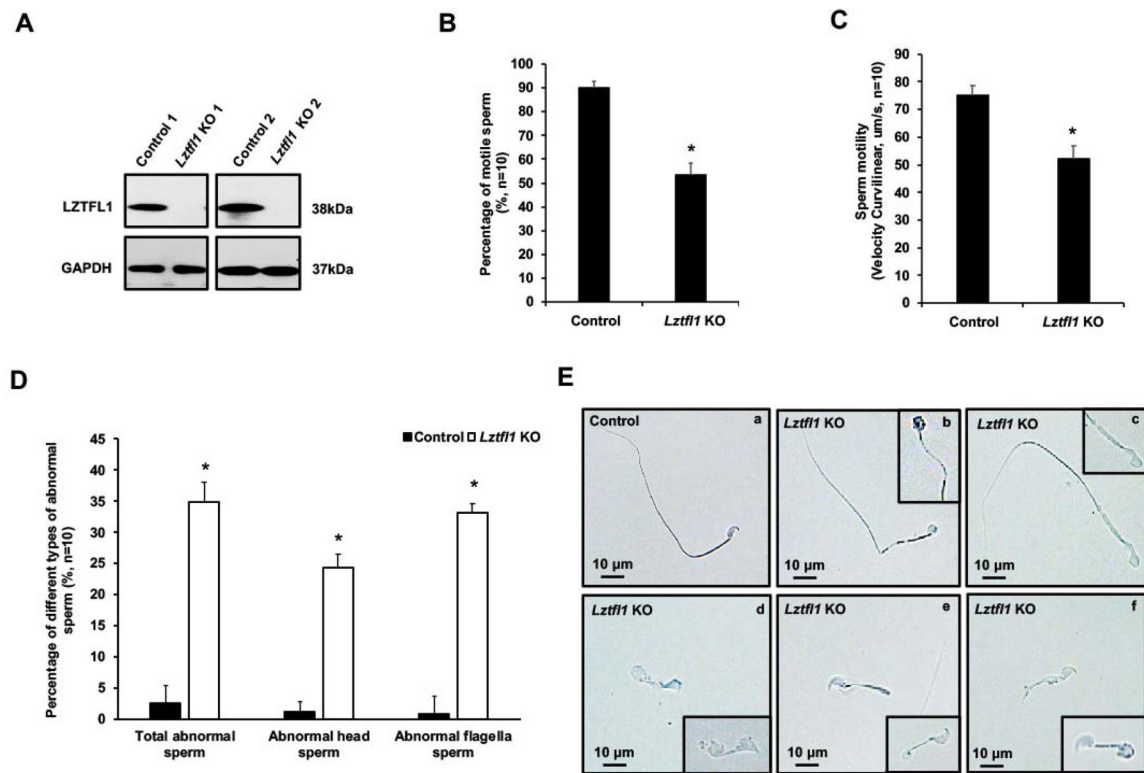 A
Control 1
Lztfl1 KO 1
Control 2
Lztfl1 KO 2
LZTFL1
38kDa
GAPDH
37kDa
B
Percentage of motile sperm
(%, n=10)
100
90
80
70
60
50
40
30
20
10
0
*
Control
Lztfl1 KO
C
Sperm motility
(Velocity Curvilinear, um/s, n=10)
90
80
70
60
50
40
30
20
10
0
*
Control
Lztfl1 KO
D
Percentage of different types of abnormal
sperm (%, n=10)
45
40
35
30
25
20
15
10
5
0
Control
Lztfl1 KO
*
*
*
Total abnormal
sperm
Abnormal head
sperm
Abnormal flagella
sperm
E
Control
a
10 µm
Lztfl1 KO
b
10 µm
Lztfl1 KO
c
10 µm
Lztfl1 KO
d
10 µm
Lztfl1 KO
e
10 µm
Lztfl1 KO
f
10 µm